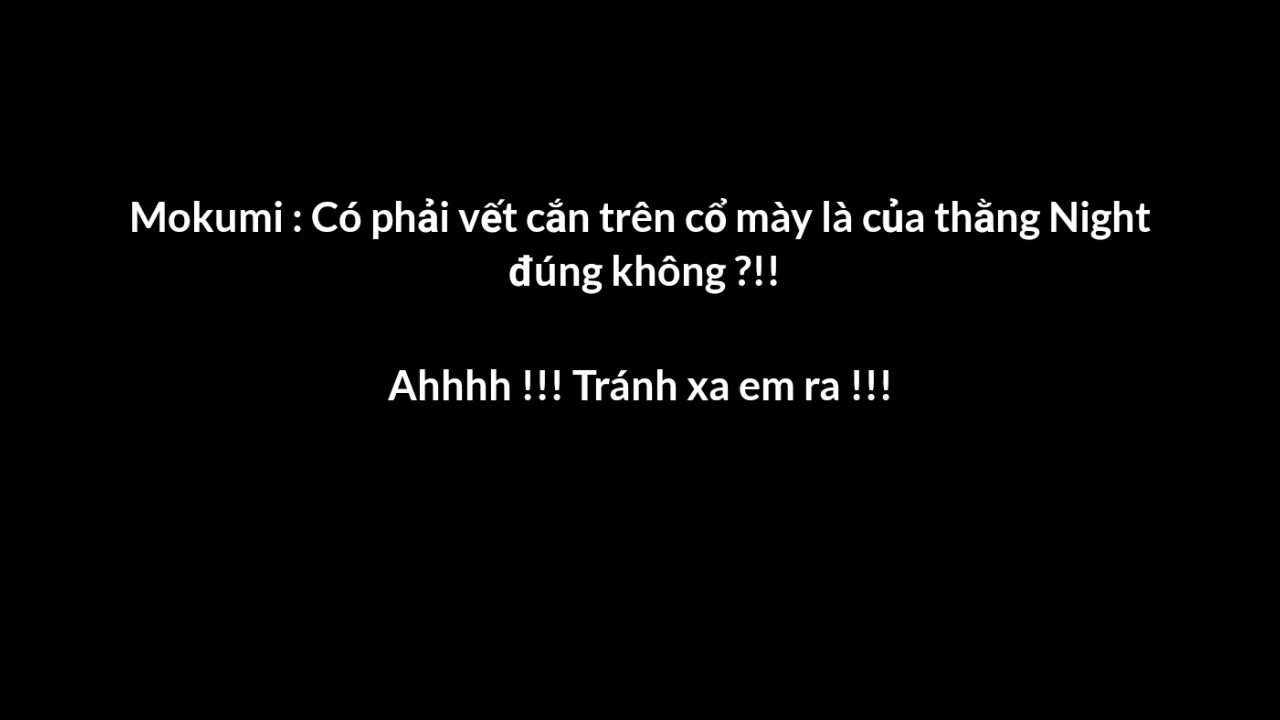 Mokumi : Có phải vết cắn trên cổ mày là của thằng Night
đúng không ?!!
Ahhhh !!! Tránh xa em ra !!!